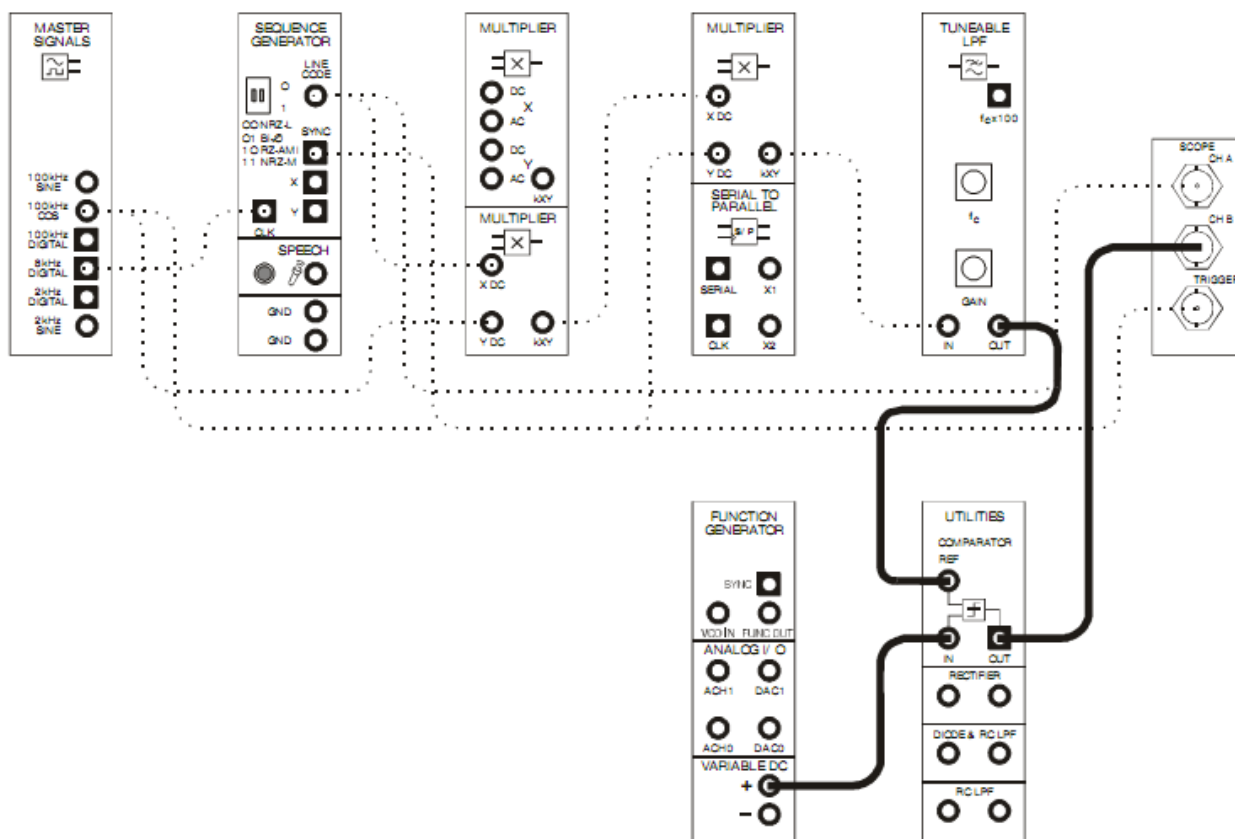 MASTER
SIGNALS
100kHz
SINE
100kHz
COS
100kHz
DIGITAL
8kHz
DIGITAL
2kHz
DIGITAL
2kHz
SINE
SEQUENCE
GENERATOR
LINE
CODE
O
1
OO NRZ-L
O1 Bi-Φ
1O RZ-AMI
11 NRZ-M
SYNC
X
Y
CLK
SPEECH
GND
GND
MULTIPLIER
X
DC
X
AC
DC
Y
AC
kXY
MULTIPLIER
X
X DC
Y DC
kXY
MULTIPLIER
X
X DC
Y DC
kXY
SERIAL TO
PARALLEL
S/P
SERIAL
X1
CLK
X2
TUNEABLE
LPF
fc x100
fc
GAIN
IN
OUT
SCOPE
CH A
CH B
TRIGGER
FUNCTION
GENERATOR
SYNC
VCO IN
FUNC OUT
ANALOG I/ O
ACH1
DAC1
ACH0
DAC0
VARIABLE DC
+
−
UTILITIES
COMPARATOR
REF
IN
OUT
RECTIFIER
DIODE & RC LPF
RC LPF